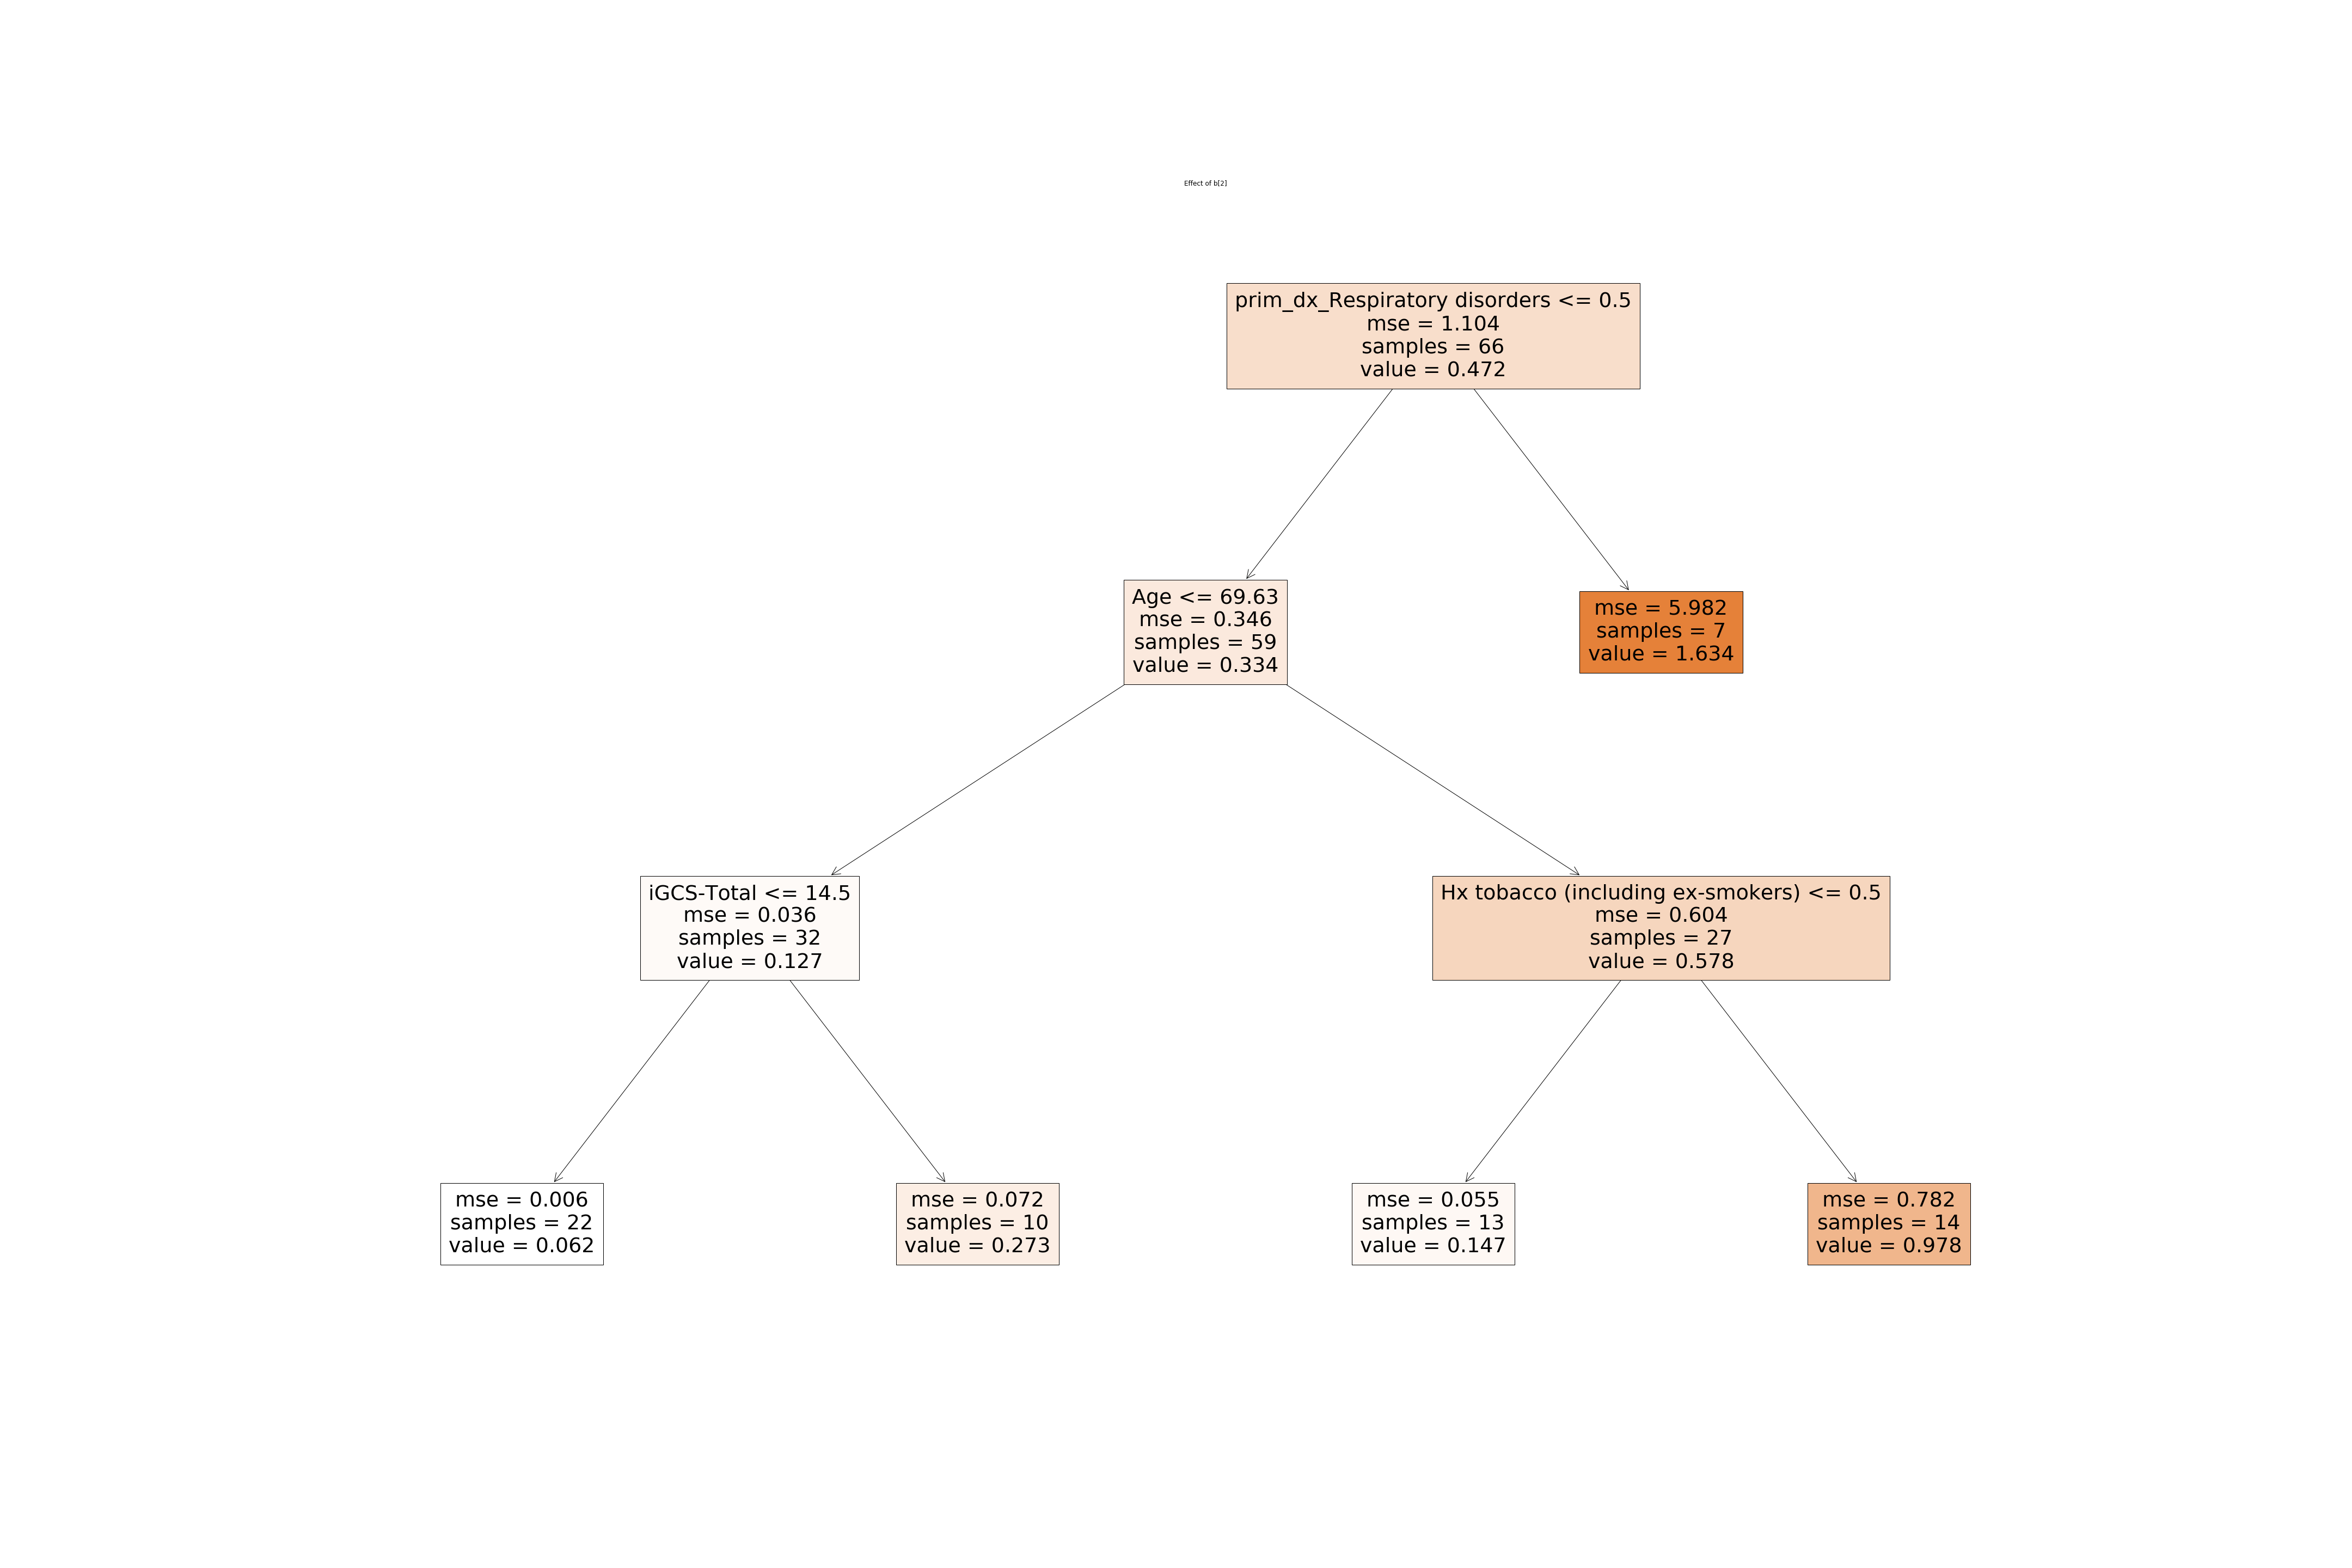 Effect of b[2]
prim_dx_Respiratory disorders <= 0.5
mse = 1.104
samples = 66
value = 0.472
Age <= 69.63
mse = 0.346
samples = 59
value = 0.334
mse = 5.982
samples = 7
value = 1.634
iGCS-Total <= 14.5
mse = 0.036
samples = 32
value = 0.127
Hx tobacco (including ex-smokers) <= 0.5
mse = 0.604
samples = 27
value = 0.578
mse = 0.006
samples = 22
value = 0.062
mse = 0.072
samples = 10
value = 0.273
mse = 0.055
samples = 13
value = 0.147
mse = 0.782
samples = 14
value = 0.978